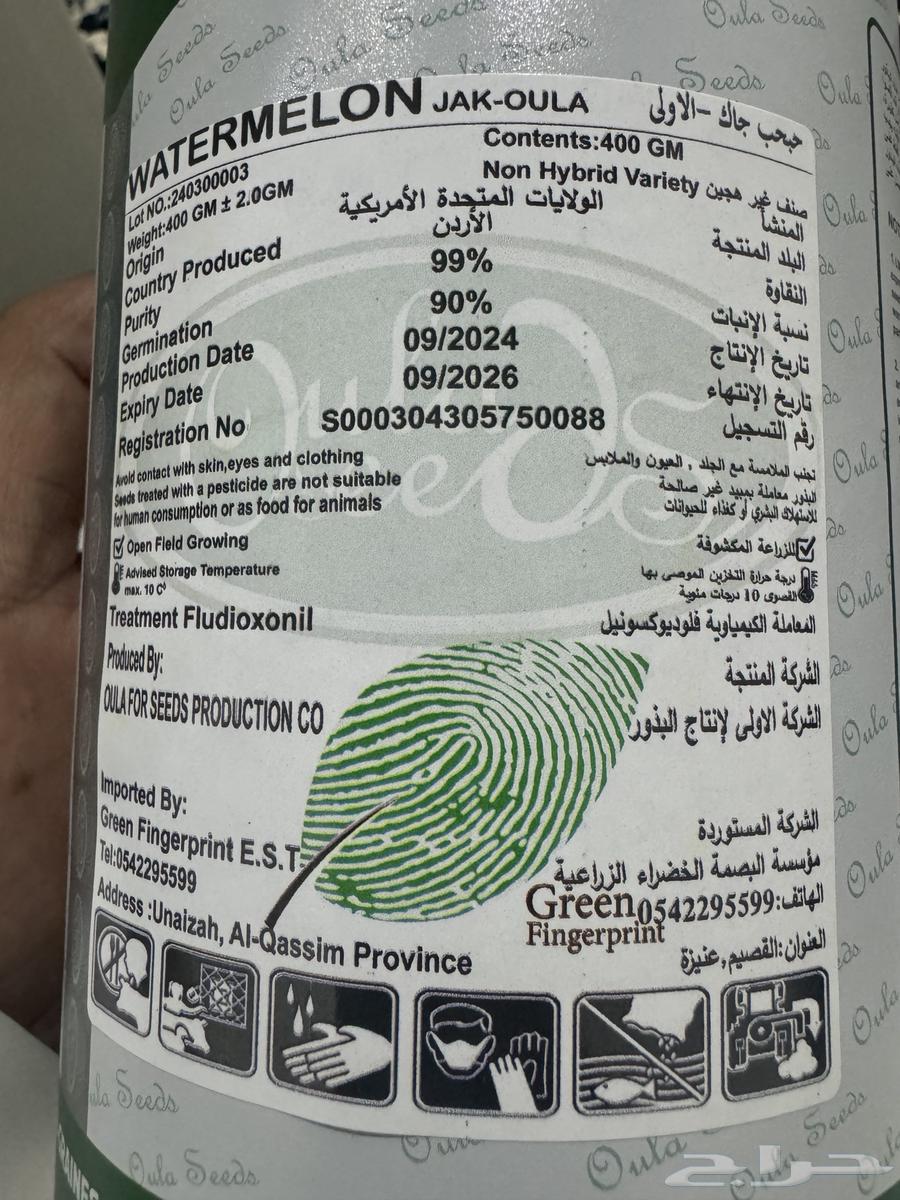 WATERMELON JAK-OULA حبحب جاك -الاولى
Lot NO.:240300003 Contents:400 GM
Weight:400 GM ± 2.0GM Non Hybrid Variety صنف غير هجين
Origin الولايات المتحدة الأمريكية المنشأ
Country Produced الأردن البلد المنتجة
Purity 99% النقاوة
Germination 90% نسبة الإنبات
Production Date 09/2024 تاريخ الإنتاج
Expiry Date 09/2026 تاريخ الإنتهاء
Registration No S000304305750088 رقم التسجيل
Avoid contact with skin,eyes and clothing تجنب الملامسة مع الجلد , العيون والملابس
Seeds treated with a pesticide are not suitable البذور معاملة بمبيد غير صالحة
for human consumption or as food for animals للاستهلاك البشري أو كغذاء للحيوانات
Open Field Growing للزراعة المكشوفة
Advised Storage Temperature درجة حرارة التخزين الموصى بها
max. 10 C° القصوى 10 درجات مئوية
Treatment Fludioxonil المعاملة الكيمياوية فلوديوكسونيل
Produced By: الشركة المنتجة
OULA FOR SEEDS PRODUCTION CO الشركة الاولى لإنتاج البذور
Imported By: الشركة المستوردة
Green Fingerprint E.S.T مؤسسة البصمة الخضراء الزراعية
Tel:0542295599 الهاتف:0542295599
Green
Fingerprint
Address :Unaizah, Al-Qassim Province العنوان:القصيم,عنيزة
Oula Seeds
حراج